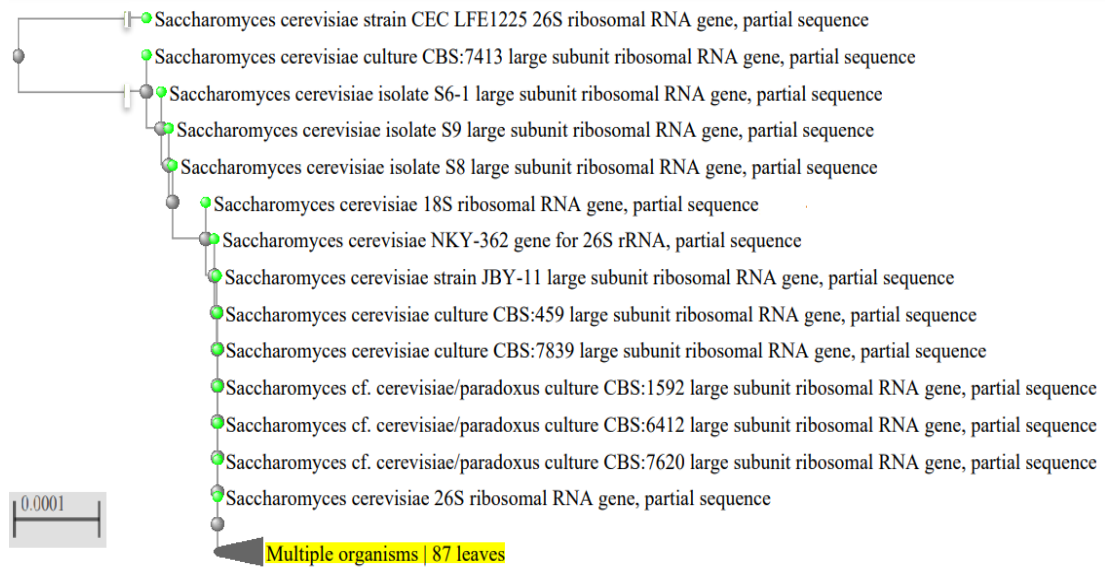 Saccharomyces cerevisiae strain CEC LFE1225 26S ribosomal RNA gene, partial sequence
Saccharomyces cerevisiae culture CBS:7413 large subunit ribosomal RNA gene, partial sequence
Saccharomyces cerevisiae isolate S6-1 large subunit ribosomal RNA gene, partial sequence
Saccharomyces cerevisiae isolate S9 large subunit ribosomal RNA gene, partial sequence
Saccharomyces cerevisiae isolate S8 large subunit ribosomal RNA gene, partial sequence
Saccharomyces cerevisiae 18S ribosomal RNA gene, partial sequence
Saccharomyces cerevisiae NKY-362 gene for 26S rRNA, partial sequence
Saccharomyces cerevisiae strain JBY-11 large subunit ribosomal RNA gene, partial sequence
Saccharomyces cerevisiae culture CBS:459 large subunit ribosomal RNA gene, partial sequence
Saccharomyces cerevisiae culture CBS:7839 large subunit ribosomal RNA gene, partial sequence
Saccharomyces cf. cerevisiae/paradoxus culture CBS:1592 large subunit ribosomal RNA gene, partial sequence
Saccharomyces cf. cerevisiae/paradoxus culture CBS:6412 large subunit ribosomal RNA gene, partial sequence
Saccharomyces cf. cerevisiae/paradoxus culture CBS:7620 large subunit ribosomal RNA gene, partial sequence
Saccharomyces cerevisiae 26S ribosomal RNA gene, partial sequence
0.0001
Multiple organisms | 87 leaves